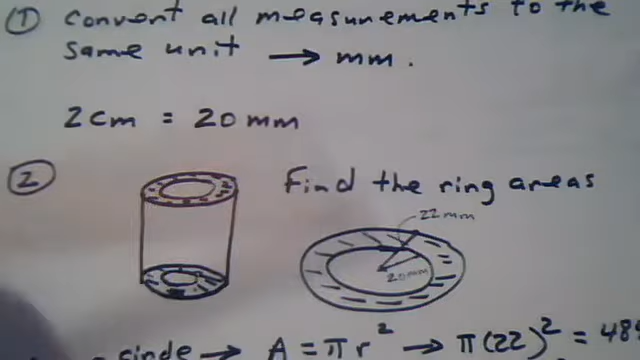 ① Convert all measurements to the
same unit → mm.
2cm = 20mm
② Find the ring areas
22mm
20mm
A = πr² → π(22)² = 484